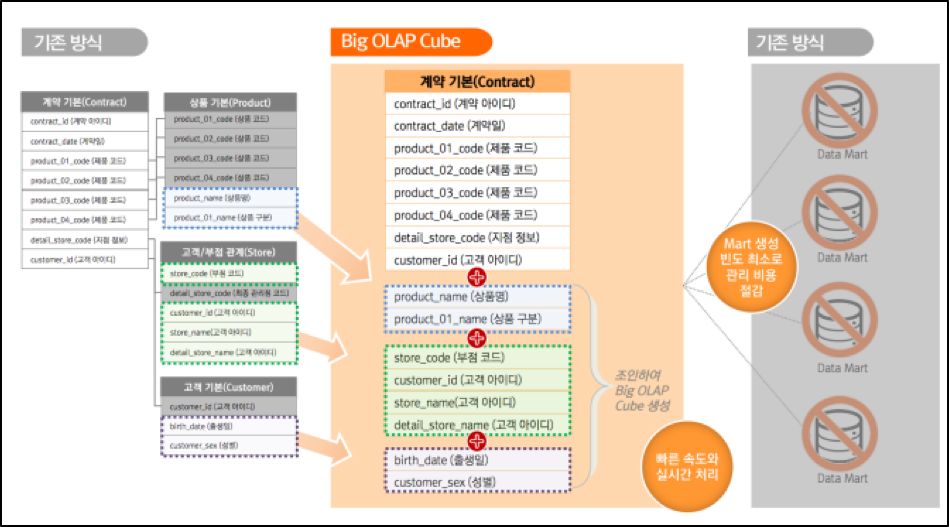 기존 방식
계약 기본(Contract)
contract_id (계약 아이디)
contract_date (계약일)
product_01_code (제품 코드)
product_02_code (제품 코드)
product_03_code (제품 코드)
product_04_code (제품 코드)
detail_store_code (지점 정보)
customer_id (고객 아이디)
상품 기본(Product)
product_01_code (상품 코드)
product_02_code (상품 코드)
product_03_code (상품 코드)
product_04_code (상품 코드)
product_name (상품명)
product_01_name (상품 구분)
고객/부점 관계(Store)
store_code (부점 코드)
detail_store_code (최종 관리점 코드)
customer_id (고객 아이디)
store_name(고객 아이디)
detail_store_name (고객 아이디)
고객 기본(Customer)
customer_id (고객 아이디)
birth_date (출생일)
customer_sex (성별)
Big OLAP Cube
계약 기본(Contract)
contract_id (계약 아이디)
contract_date (계약일)
product_01_code (제품 코드)
product_02_code (제품 코드)
product_03_code (제품 코드)
product_04_code (제품 코드)
detail_store_code (지점 정보)
customer_id (고객 아이디)
product_name (상품명)
product_01_name (상품 구분)
store_code (부점 코드)
customer_id (고객 아이디)
store_name(고객 아이디)
detail_store_name (고객 아이디)
birth_date (출생일)
customer_sex (성별)
조인하여
Big OLAP
Cube 생성
Mart 생성
빈도 최소로
관리 비용
절감
빠른 속도와
실시간 처리
기존 방식
Data Mart
Data Mart
Data Mart
Data Mart